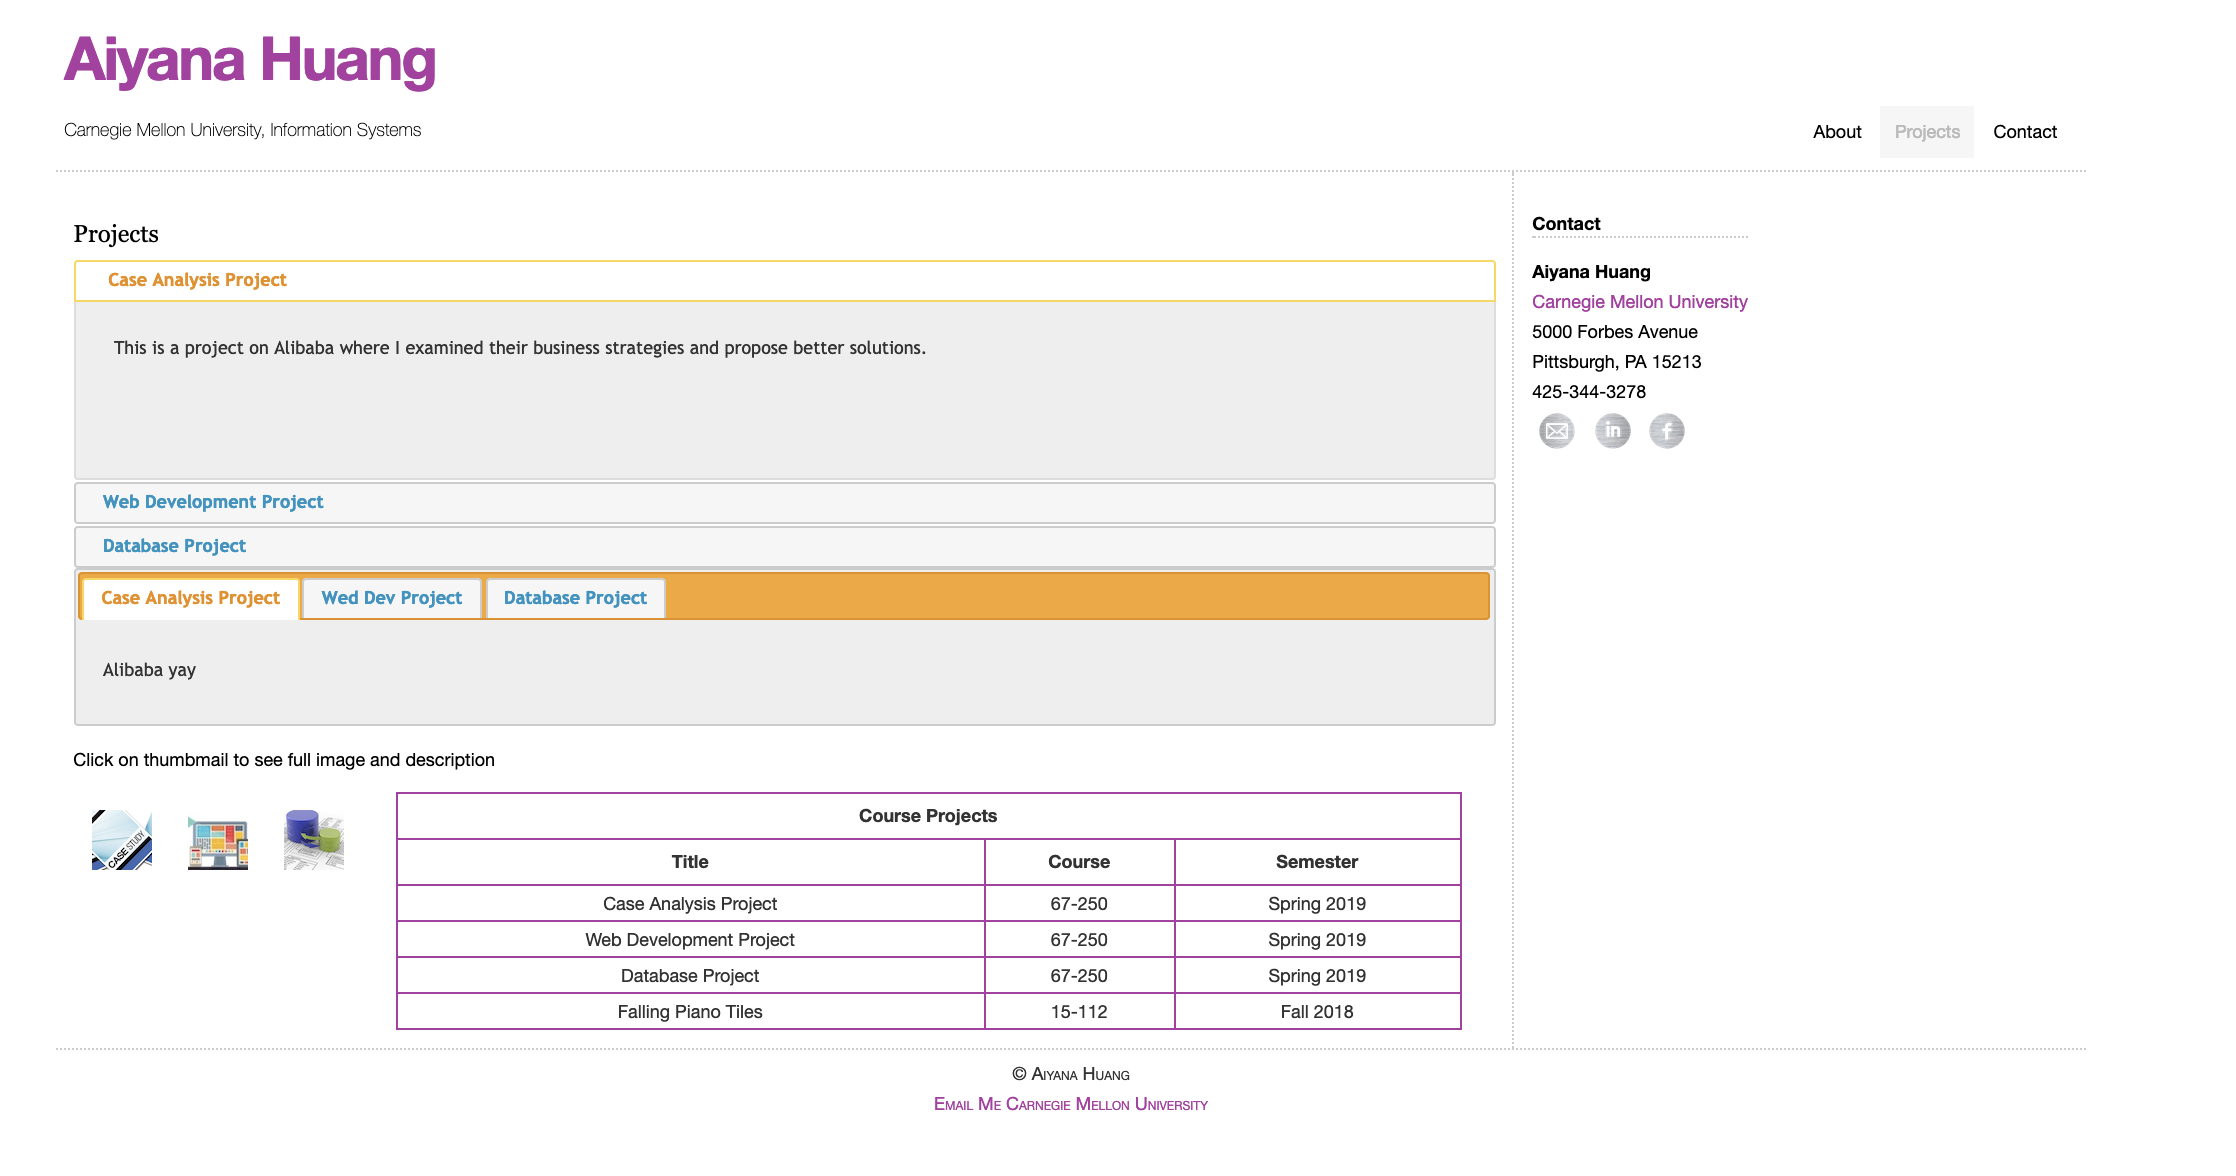 Aiyana Huang
Carnegie Mellon University, Information Systems
About Projects Contact
Projects
Case Analysis Project
This is a project on Alibaba where I examined their business strategies and propose better solutions.
Web Development Project
Database Project
Case Analysis Project Wed Dev Project Database Project
Alibaba yay
Click on thumbmail to see full image and description
CASE STUDY
Course Projects
Title Course Semester
Case Analysis Project 67-250 Spring 2019
Web Development Project 67-250 Spring 2019
Database Project 67-250 Spring 2019
Falling Piano Tiles 15-112 Fall 2018
Contact
Aiyana Huang
Carnegie Mellon University
5000 Forbes Avenue
Pittsburgh, PA 15213
425-344-3278
in f
© Aiyana Huang
Email Me Carnegie Mellon University